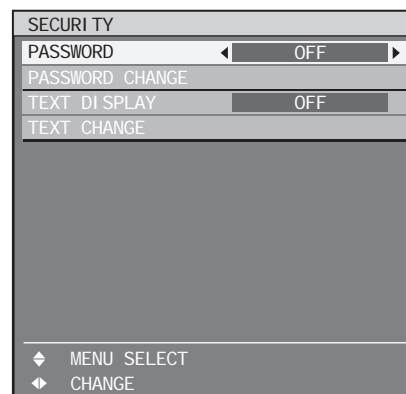 SECURITY
PASSWORD OFF
PASSWORD CHANGE
TEXT DISPLAY OFF
TEXT CHANGE
MENU SELECT
CHANGE